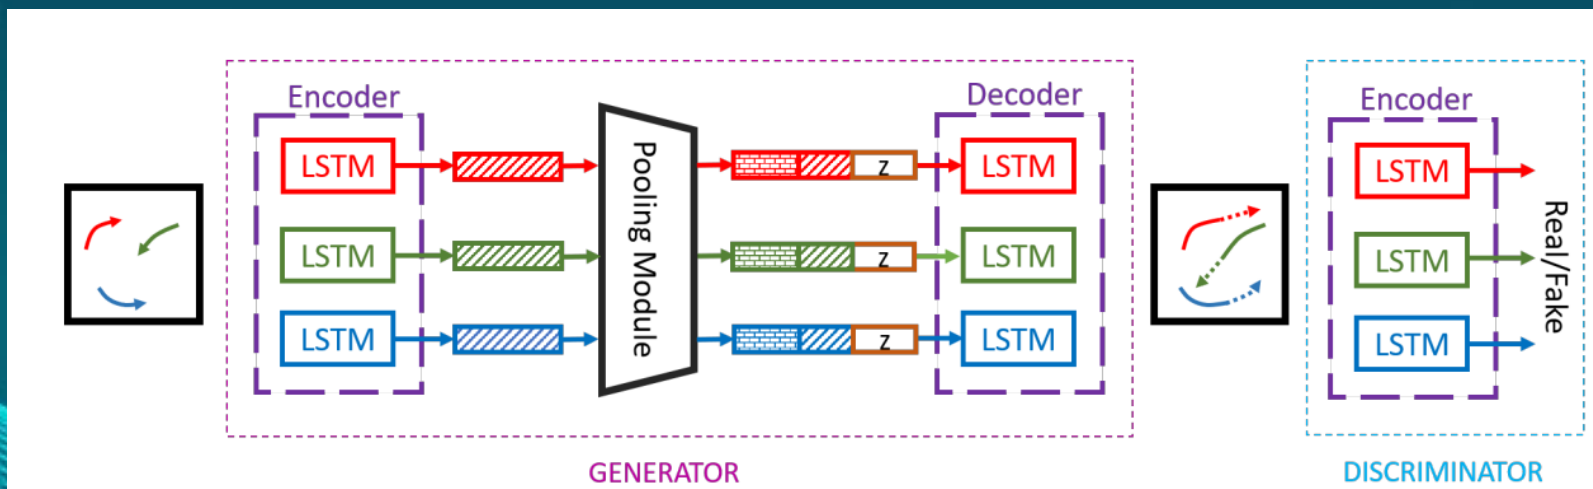 Encoder
Decoder
Encoder
LSTM
LSTM
LSTM
Pooling Module
z
z
z
LSTM
LSTM
LSTM
LSTM
LSTM
LSTM
Real/Fake
GENERATOR
DISCRIMINATOR